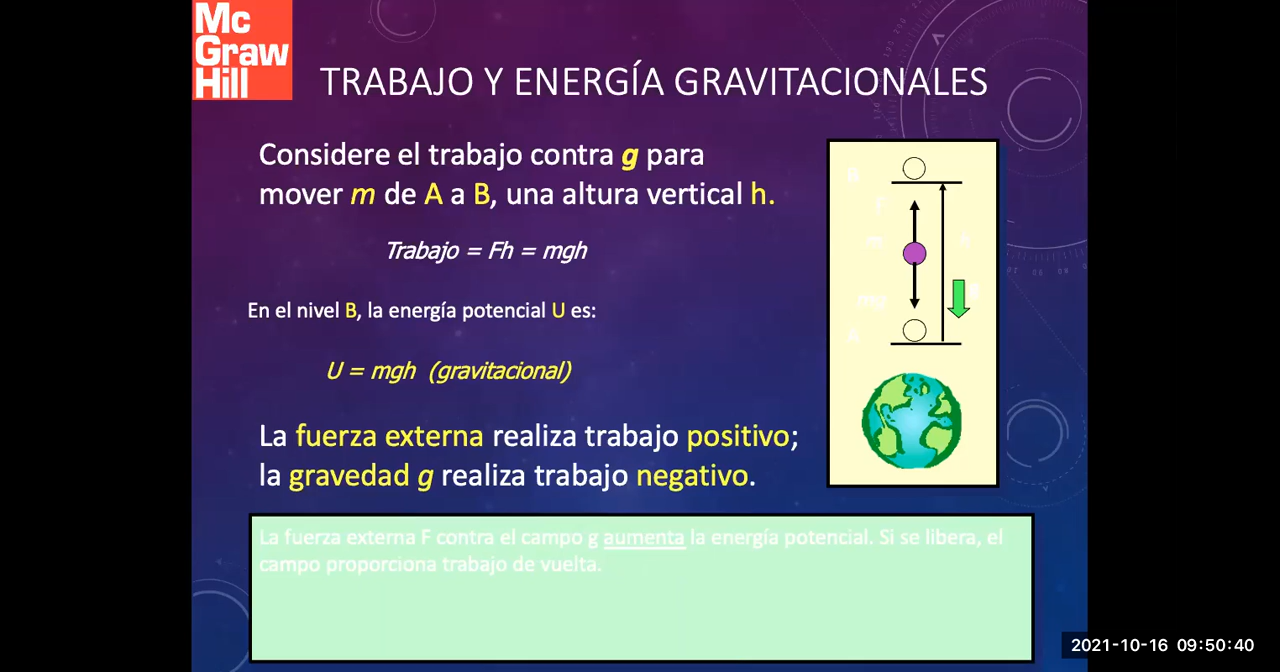 Mc
Graw
Hill
TRABAJO Y ENERGÍA GRAVITACIONALES
Considere el trabajo contra g para
mover m de A a B, una altura vertical h.
Trabajo = Fh = mgh
En el nivel B, la energía potencial U es:
U = mgh (gravitacional)
La fuerza externa realiza trabajo positivo;
la gravedad g realiza trabajo negativo.
La fuerza externa F contra el campo g aumenta la energía potencial. Si se libera, el
campo proporciona trabajo de vuelta.
2021-10-16 09:50:40